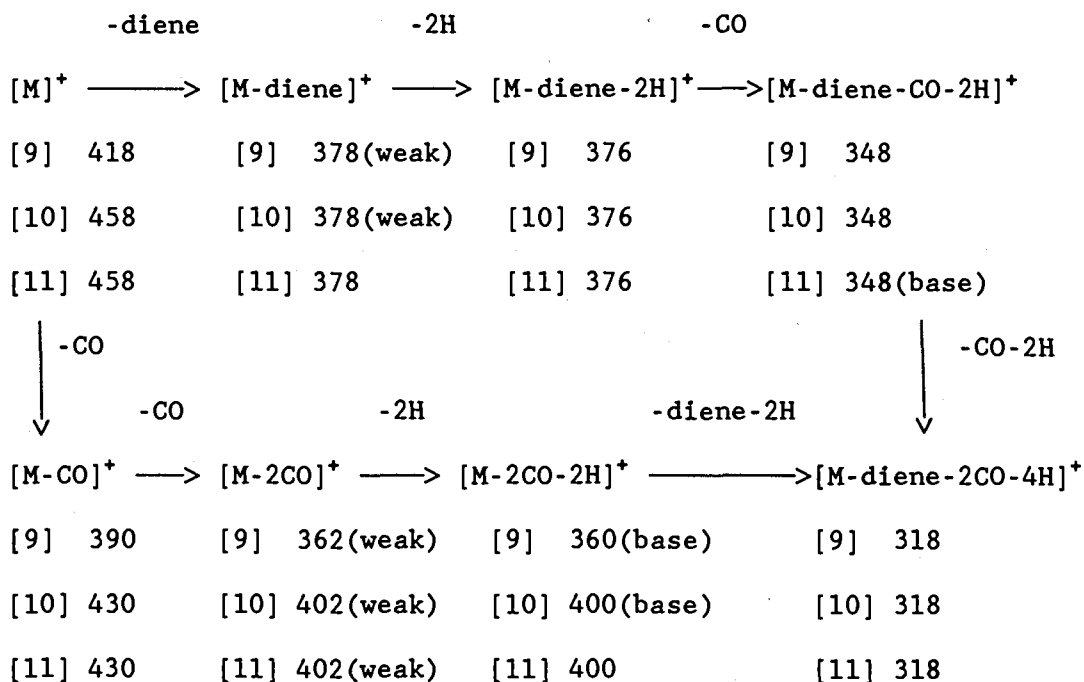 -diene -2H -CO
[M]+ ⟶ [M-diene]+ ⟶ [M-diene-2H]+ ⟶ [M-diene-CO-2H]+
[9] 418 [9] 378(weak) [9] 376 [9] 348
[10] 458 [10] 378(weak) [10] 376 [10] 348
[11] 458 [11] 378 [11] 376 [11] 348(base)
-CO -CO-2H
-CO -2H -diene-2H
[M-CO]+ ⟶ [M-2CO]+ ⟶ [M-2CO-2H]+ ⟶ [M-diene-2CO-4H]+
[9] 390 [9] 362(weak) [9] 360(base) [9] 318
[10] 430 [10] 402(weak) [10] 400(base) [10] 318
[11] 430 [11] 402(weak) [11] 400 [11] 318